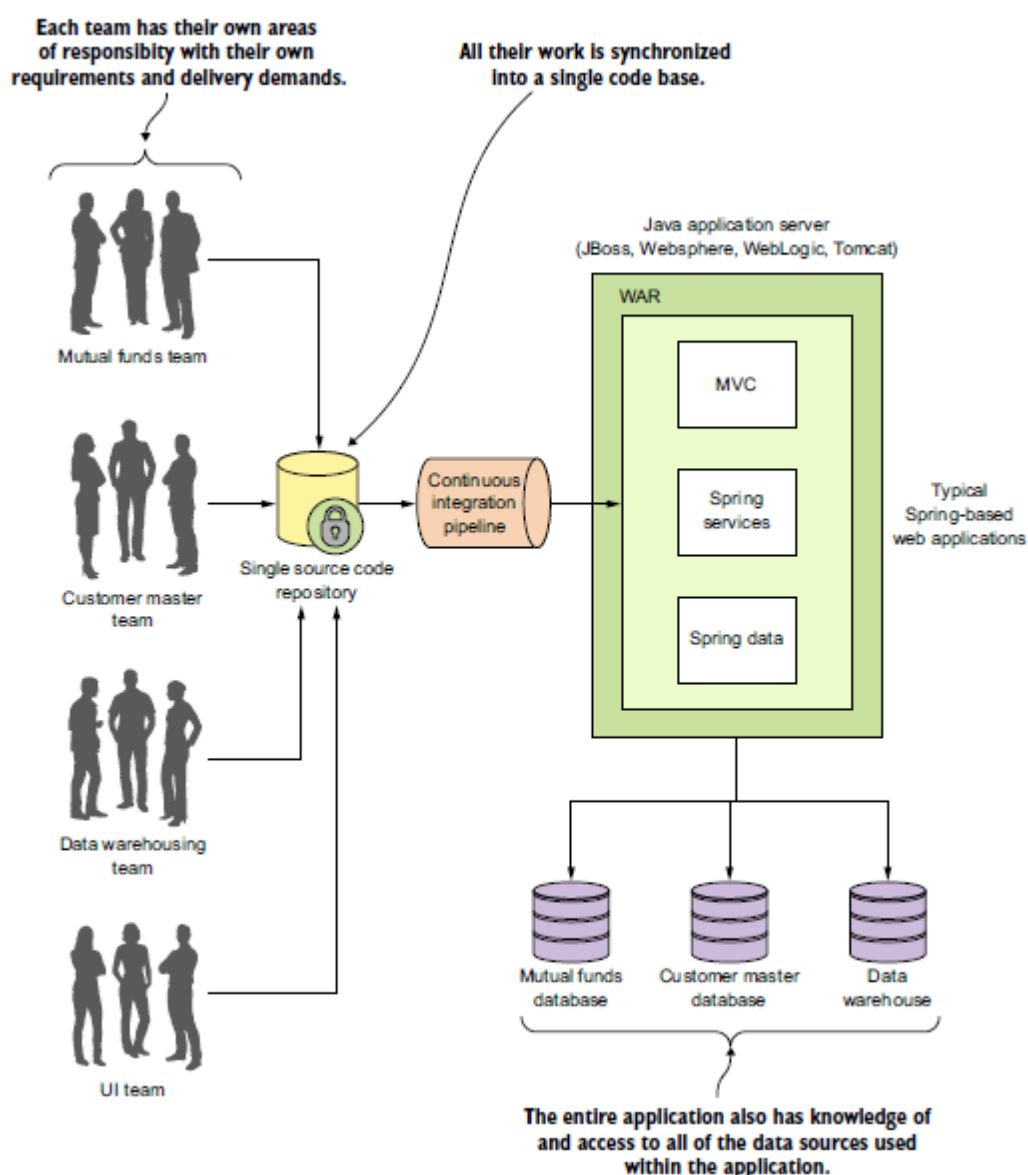 Each team has their own areas
of responsibity with their own
requirements and delivery demands.
All their work is synchronized
into a single code base.
Mutual funds team
Customer master
team
Data warehousing
team
UI team
Single source code
repository
Continuous
integration
pipeline
Java application server
(JBoss, Websphere, WebLogic, Tomcat)
WAR
MVC
Spring
services
Spring data
Typical
Spring-based
web applications
Mutual funds
database
Customer master
database
Data
warehouse
The entire application also has knowledge of
and access to all of the data sources used
within the application.